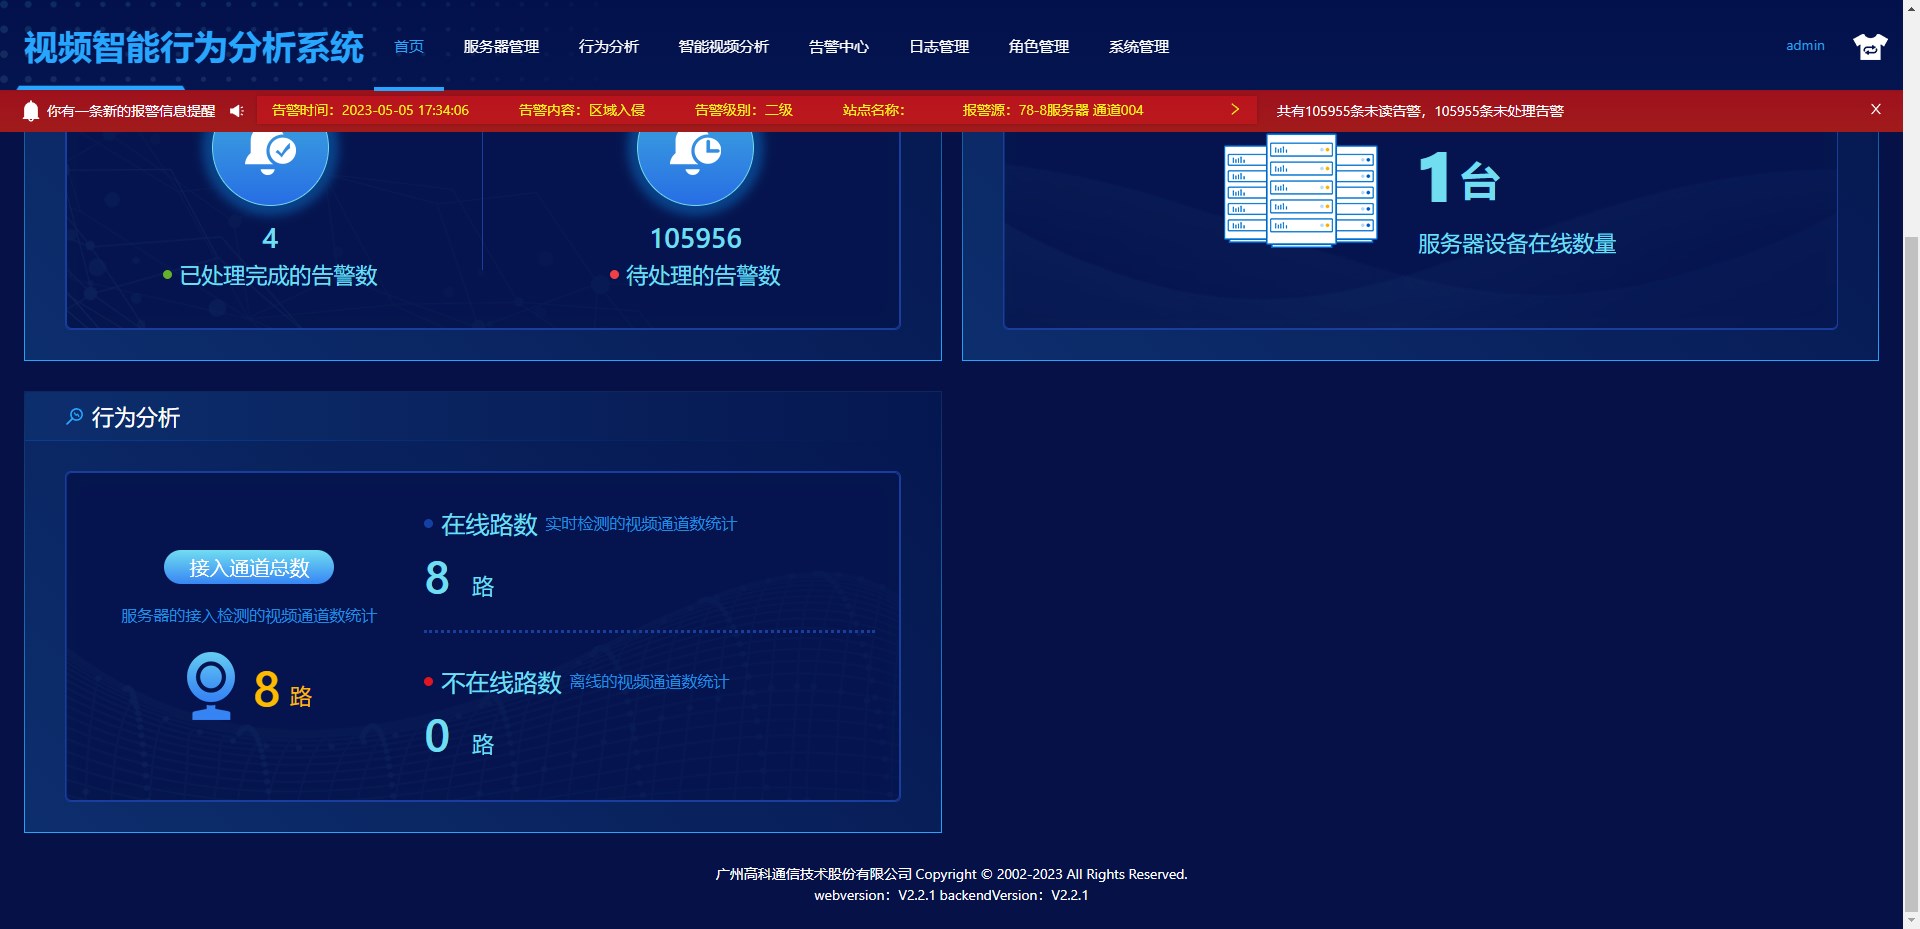 视频智能行为分析系统
首页 服务器管理 行为分析 智能视频分析 告警中心 日志管理 角色管理 系统管理
admin
你有一条新的报警信息提醒 告警时间：2023-05-05 17:34:06 告警内容：区域入侵 告警级别：二级 站点名称： 报警源：78-8服务器 通道004 共有105955条未读告警，105955条未处理告警
4
已处理完成的告警数
105956
待处理的告警数
1台
服务器设备在线数量
行为分析
接入通道总数
服务器的接入检测的视频通道数统计
8 路
在线路数 实时检测的视频通道数统计
8 路
不在线路数 离线的视频通道数统计
0 路
广州高科通信技术股份有限公司 Copyright © 2002-2023 All Rights Reserved.
webversion：V2.2.1 backendVersion：V2.2.1